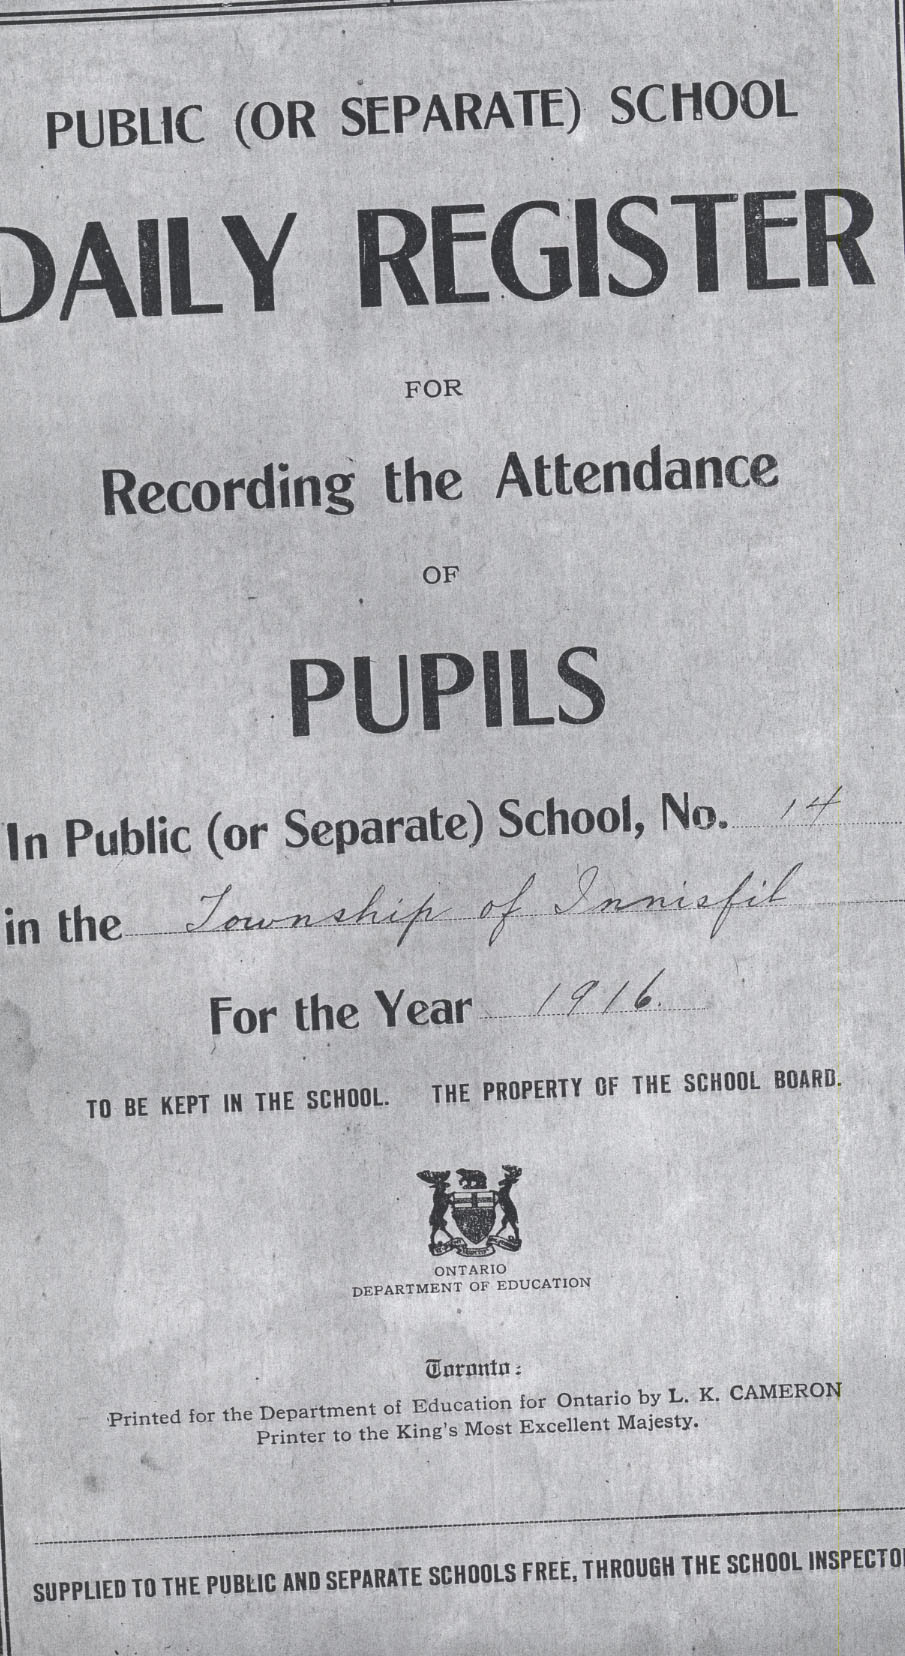 PUBLIC (OR SEPARATE) SCHOOL
DAILY REGISTER
FOR
Recording the Attendance
OF
PUPILS
In Public (or Separate) School, No. 14
in the Township of Innisfil
For the Year 1916.
TO BE KEPT IN THE SCHOOL. THE PROPERTY OF THE SCHOOL BOARD.
ONTARIO
DEPARTMENT OF EDUCATION
Toronto:
Printed for the Department of Education for Ontario by L. K. CAMERON
Printer to the King's Most Excellent Majesty.
SUPPLIED TO THE PUBLIC AND SEPARATE SCHOOLS FREE, THROUGH THE SCHOOL INSPECTO